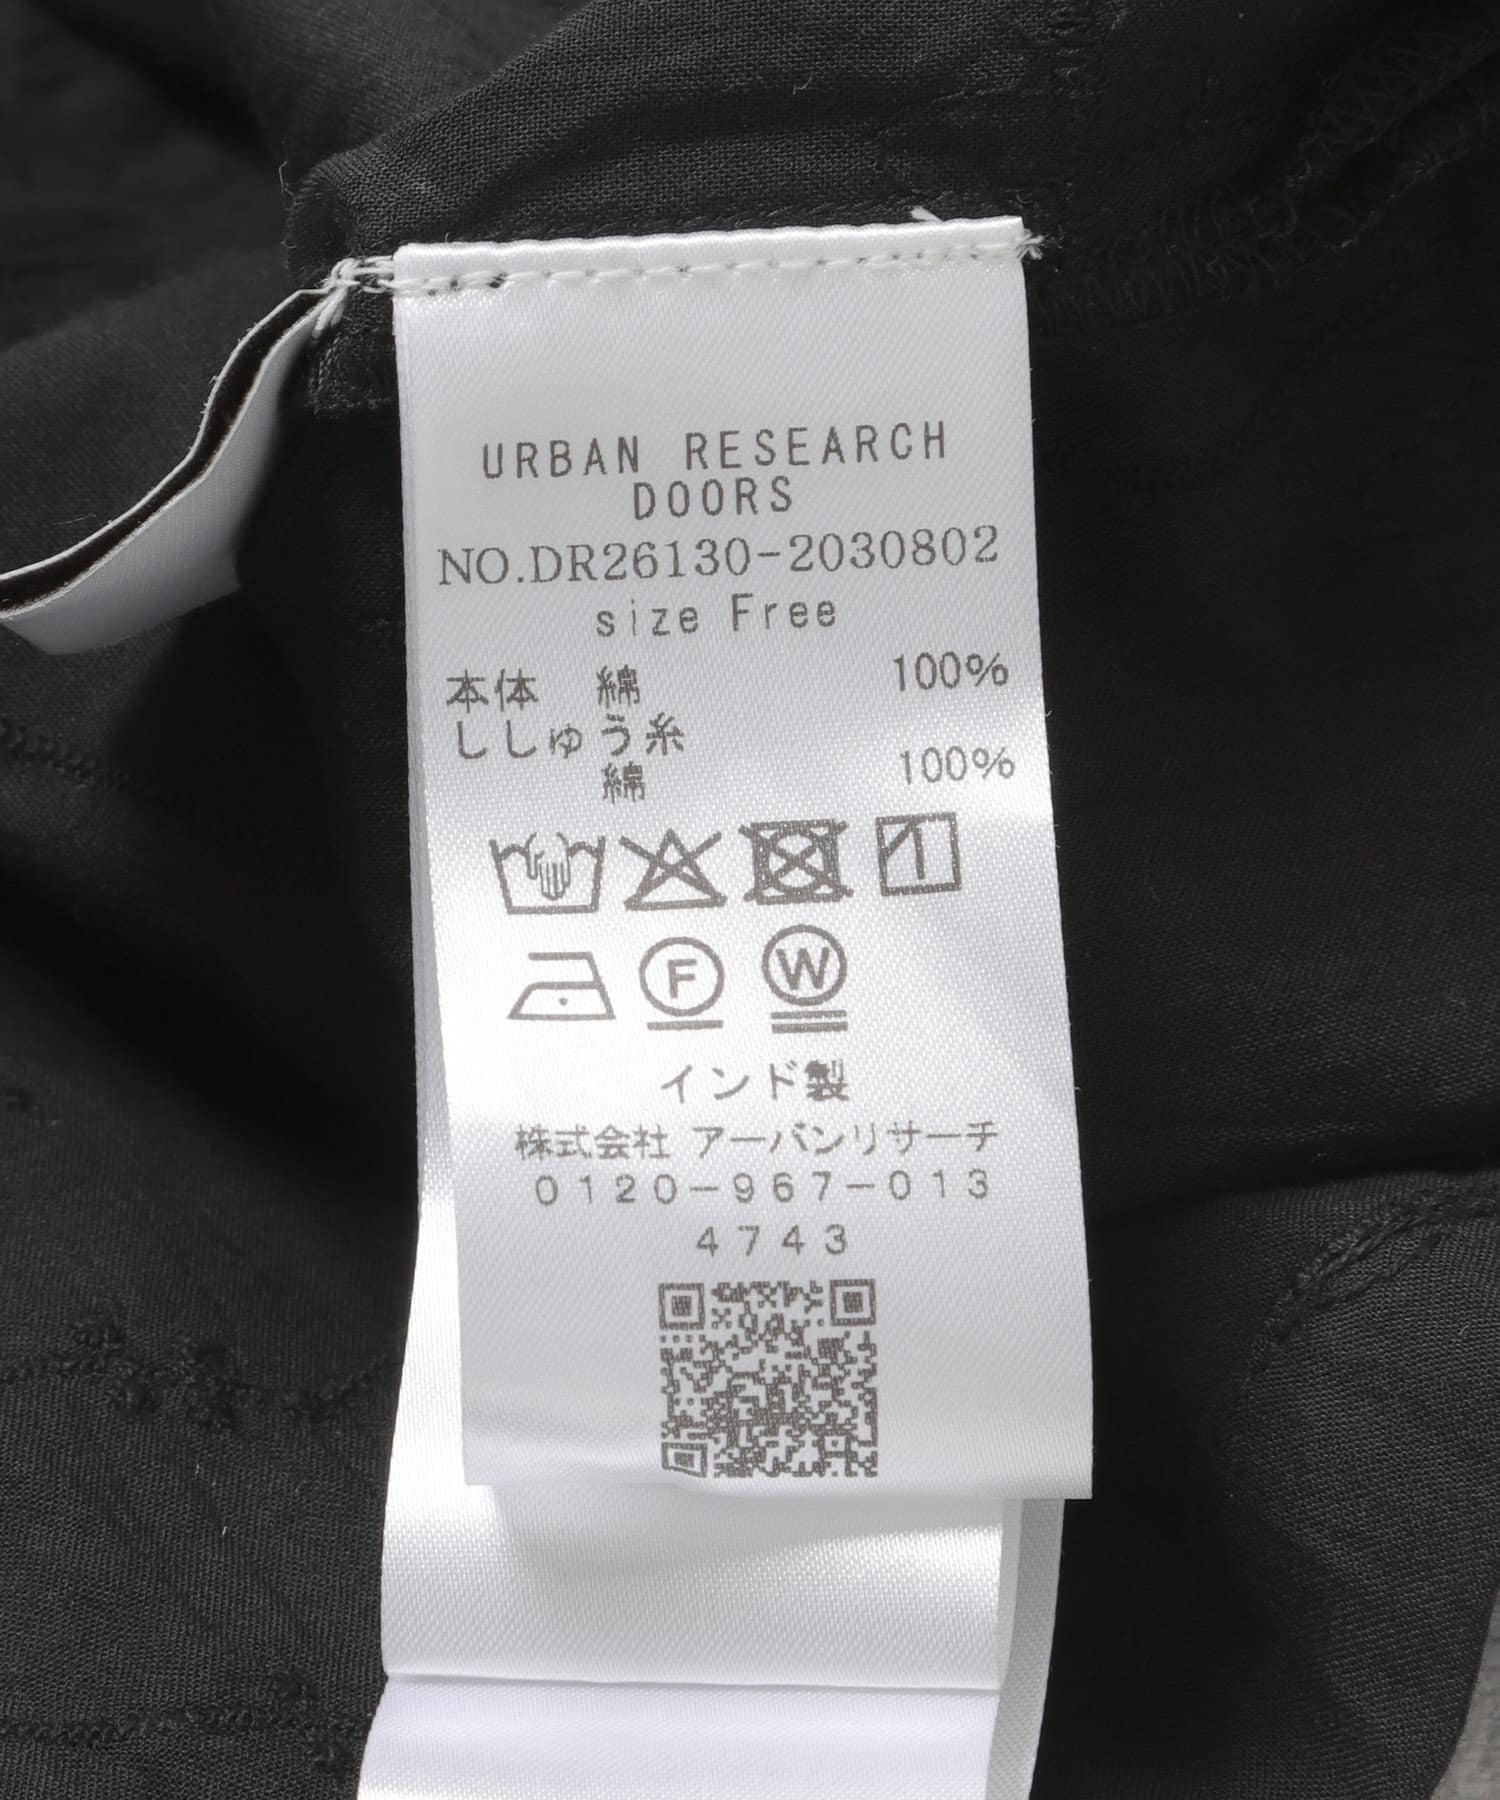 URBAN RESEARCH
DOORS
NO.DR26130-2030802
size Free
本体 綿 100%
ししゅう糸
綿 100%
F W
インド製
株式会社 アーバンリサーチ
0120-967-013
4743